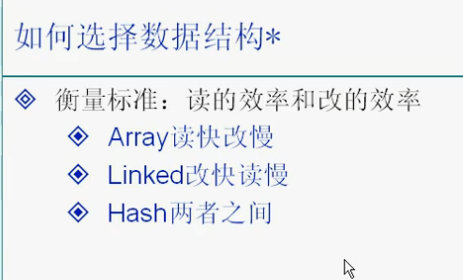 如何选择数据结构*
衡量标准：读的效率和改的效率
Array读快改慢
Linked改快读慢
Hash两者之间